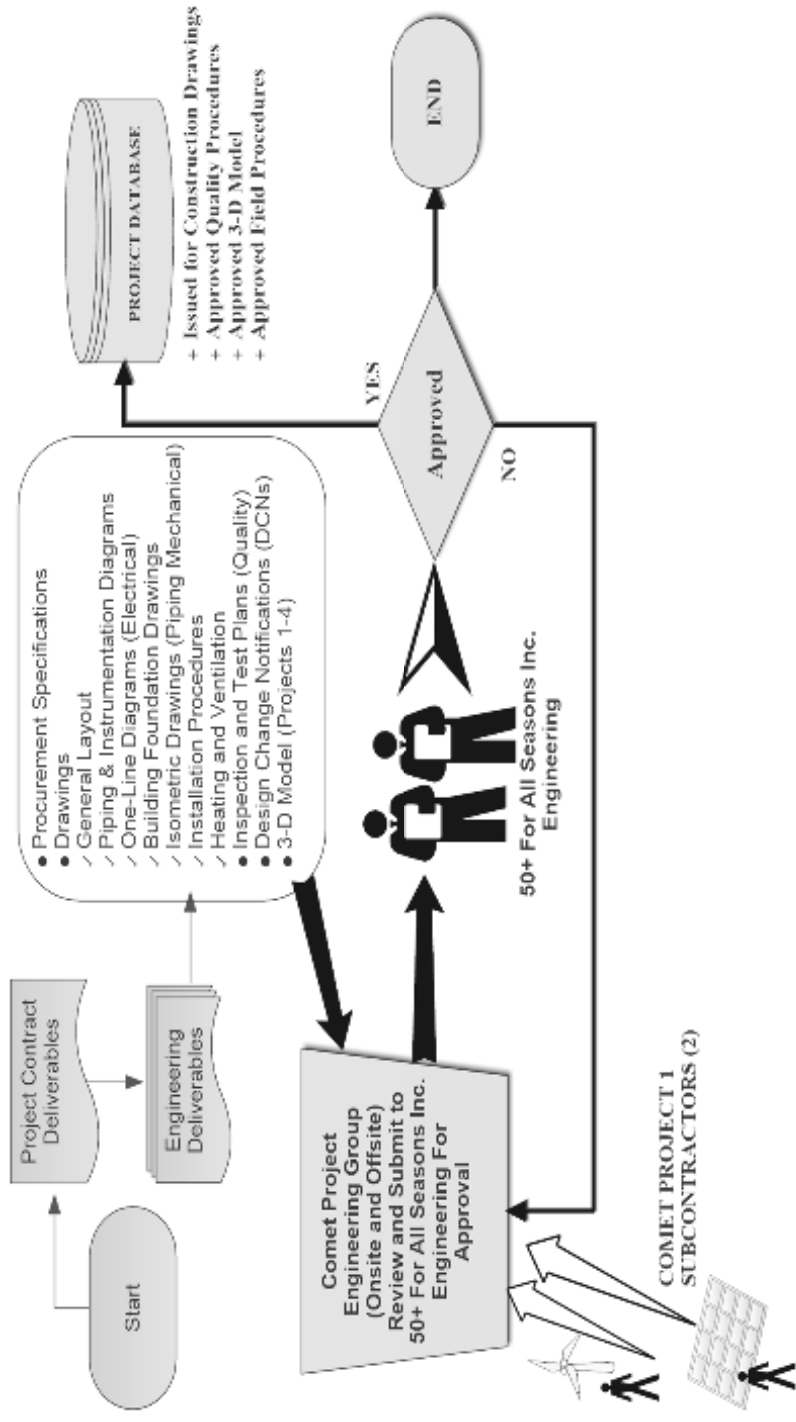 Start
Project Contract
Deliverables
Engineering
Deliverables
● Procurement Specifications
● Drawings
✓ General Layout
✓ Piping & Instrumentation Diagrams
✓ One-Line Diagrams (Electrical)
✓ Building Foundation Drawings
✓ Isometric Drawings (Piping Mechanical)
✓ Installation Procedures
✓ Heating and Ventilation
● Inspection and Test Plans (Quality)
● Design Change Notifications (DCNs)
● 3-D Model (Projects 1-4)
PROJECT DATABASE
+ Issued for Construction Drawings
+ Approved Quality Procedures
+ Approved 3-D Model
+ Approved Field Procedures
Comet Project
Engineering Group
(Onsite and Offsite)
Review and Submit to
50+ For All Seasons Inc.
Engineering For
Approval
50+ For All Seasons Inc.
Engineering
Approved
YES
NO
END
COMET PROJECT 1
SUBCONTRACTORS (2)